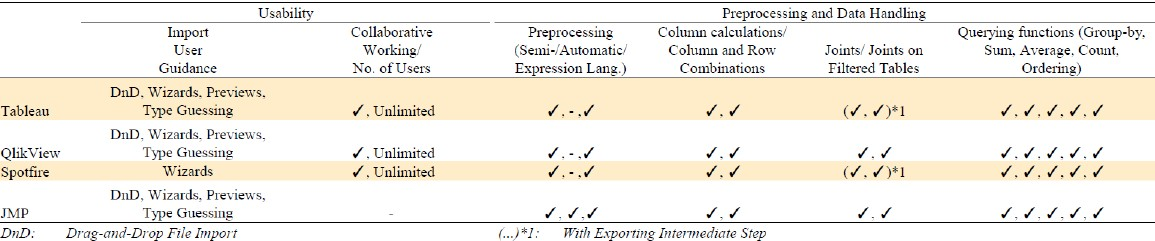 Usability Preprocessing and Data Handling
Import Collaborative Preprocessing Column calculations/ Querying functions (Group-by,
User Working/ (Semi-/Automatic/ Column and Row Joints/ Joints on Sum, Average, Count,
Guidance No. of Users Expression Lang.) Combinations Filtered Tables Ordering)
DnD, Wizards, Previews,
Tableau Type Guessing ✓, Unlimited ✓, -,✓ ✓, ✓ (✓, ✓)*1 ✓, ✓, ✓, ✓, ✓
DnD, Wizards, Previews,
QlikView Type Guessing ✓, Unlimited ✓, -,✓ ✓, ✓ ✓, ✓ ✓, ✓, ✓, ✓, ✓
Spotfire Wizards ✓, Unlimited ✓, -,✓ ✓, ✓ (✓, ✓)*1 ✓, ✓, ✓, ✓, ✓
DnD, Wizards, Previews,
JMP Type Guessing - ✓, ✓, ✓ ✓, ✓ ✓, ✓ ✓, ✓, ✓, ✓, ✓
DnD: Drag-and-Drop File Import (...)*1: With Exporting Intermediate Step